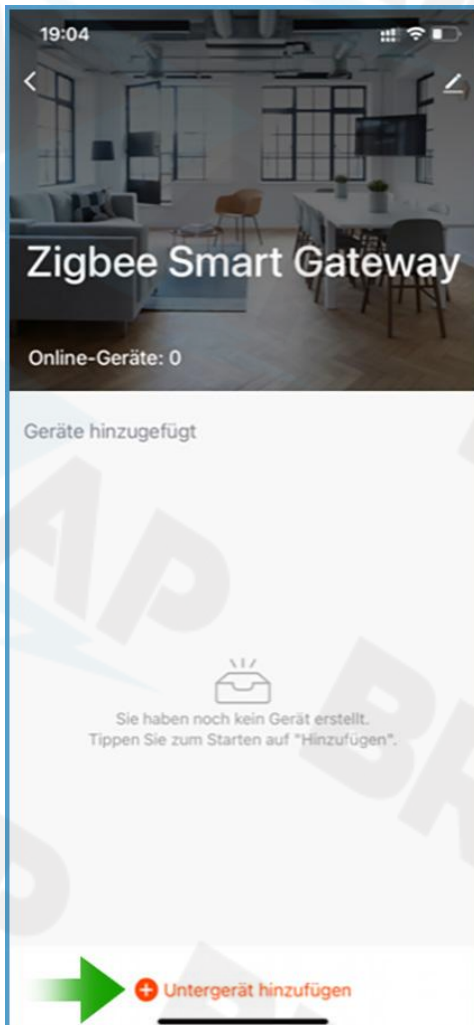 19:04
Zigbee Smart Gateway
Online-Geräte: 0
Geräte hinzugefügt
Sie haben noch kein Gerät erstellt.
Tippen Sie zum Starten auf "Hinzufügen".
Untergerät hinzufügen